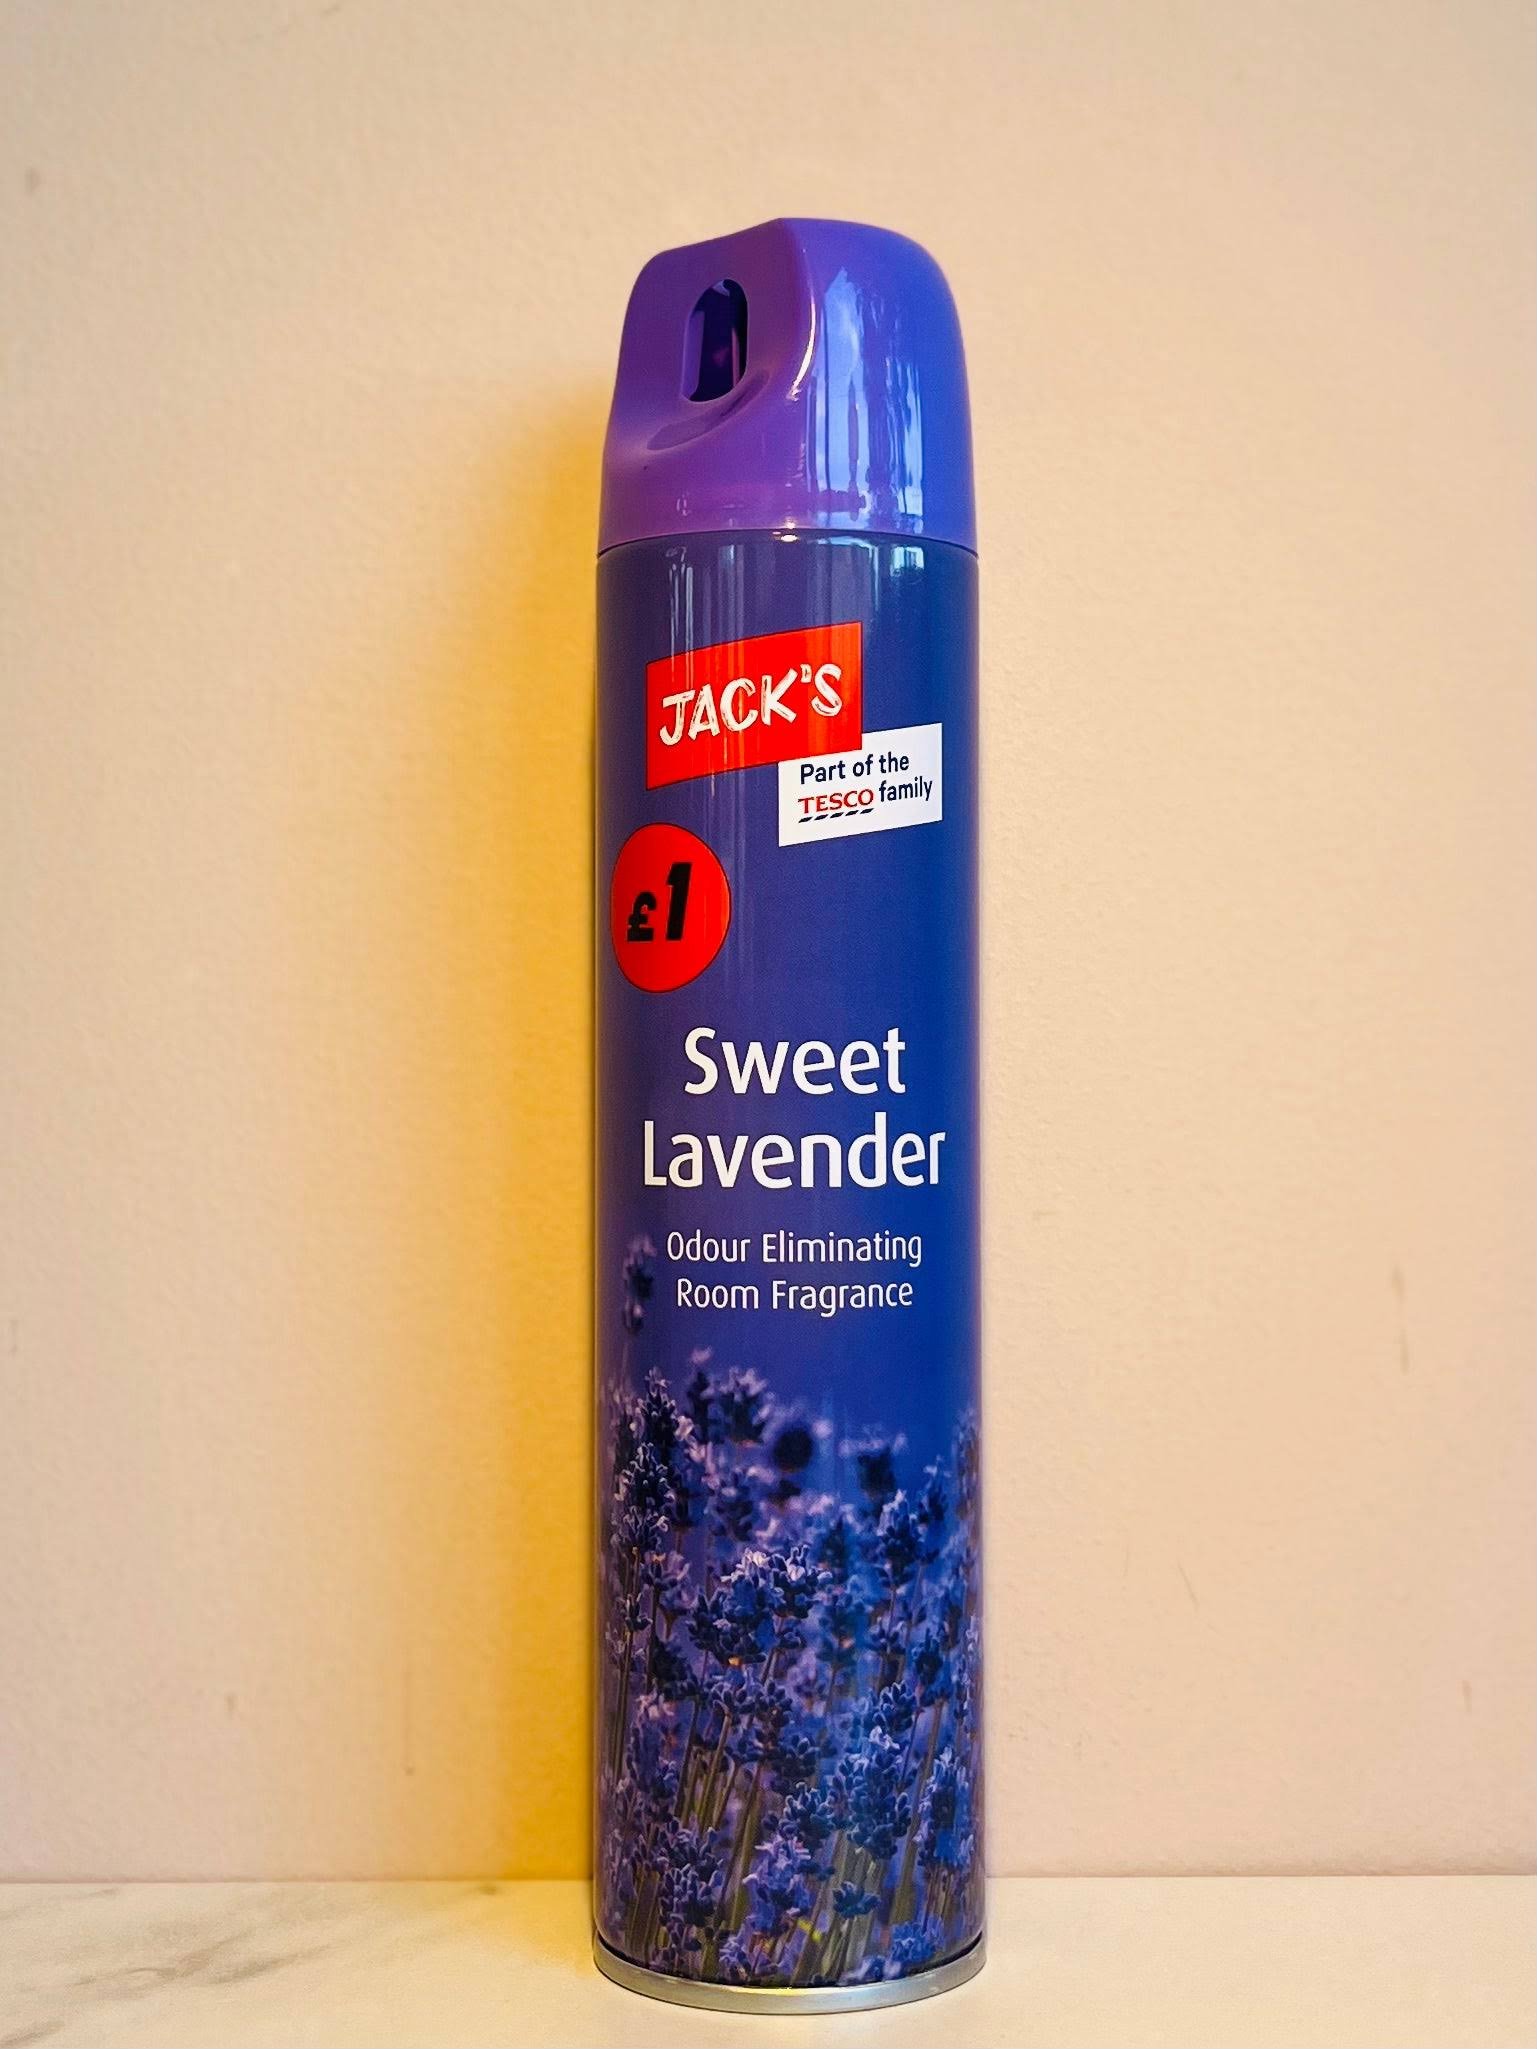 JACK'S
Part of the
TESCO family
£1
Sweet
Lavender
Odour Eliminating
Room Fragrance